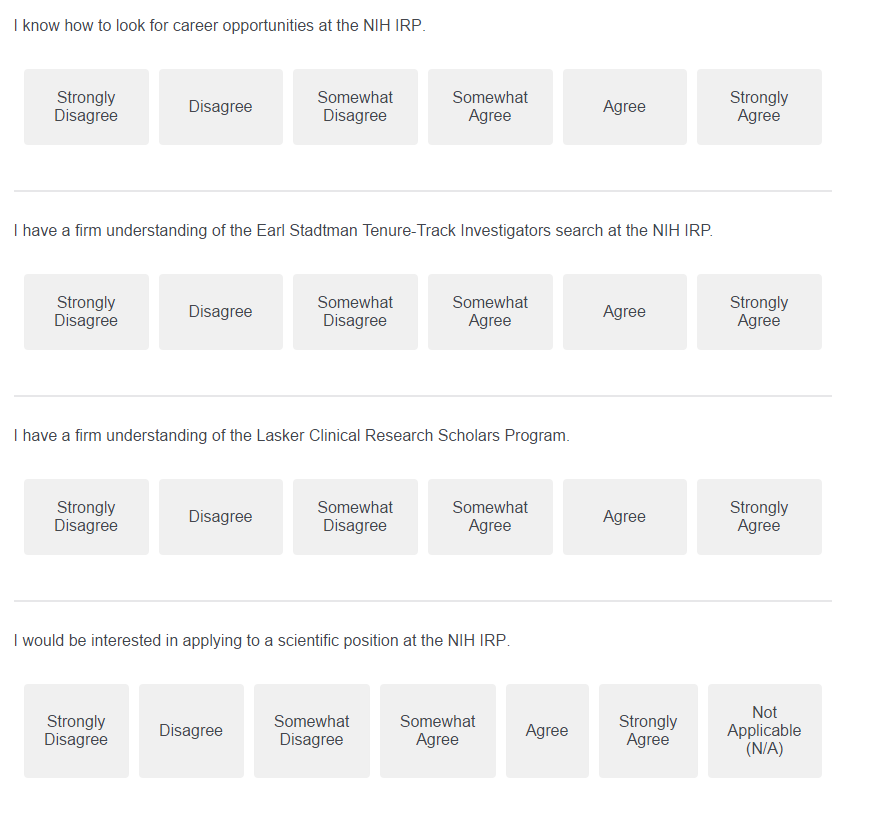 I know how to look for career opportunities at the NIH IRP.
Strongly Disagree
Disagree
Somewhat Disagree
Somewhat Agree
Agree
Strongly Agree
I have a firm understanding of the Earl Stadtman Tenure-Track Investigators search at the NIH IRP.
Strongly Disagree
Disagree
Somewhat Disagree
Somewhat Agree
Agree
Strongly Agree
I have a firm understanding of the Lasker Clinical Research Scholars Program.
Strongly Disagree
Disagree
Somewhat Disagree
Somewhat Agree
Agree
Strongly Agree
I would be interested in applying to a scientific position at the NIH IRP.
Strongly Disagree
Disagree
Somewhat Disagree
Somewhat Agree
Agree
Strongly Agree
Not Applicable (N/A)